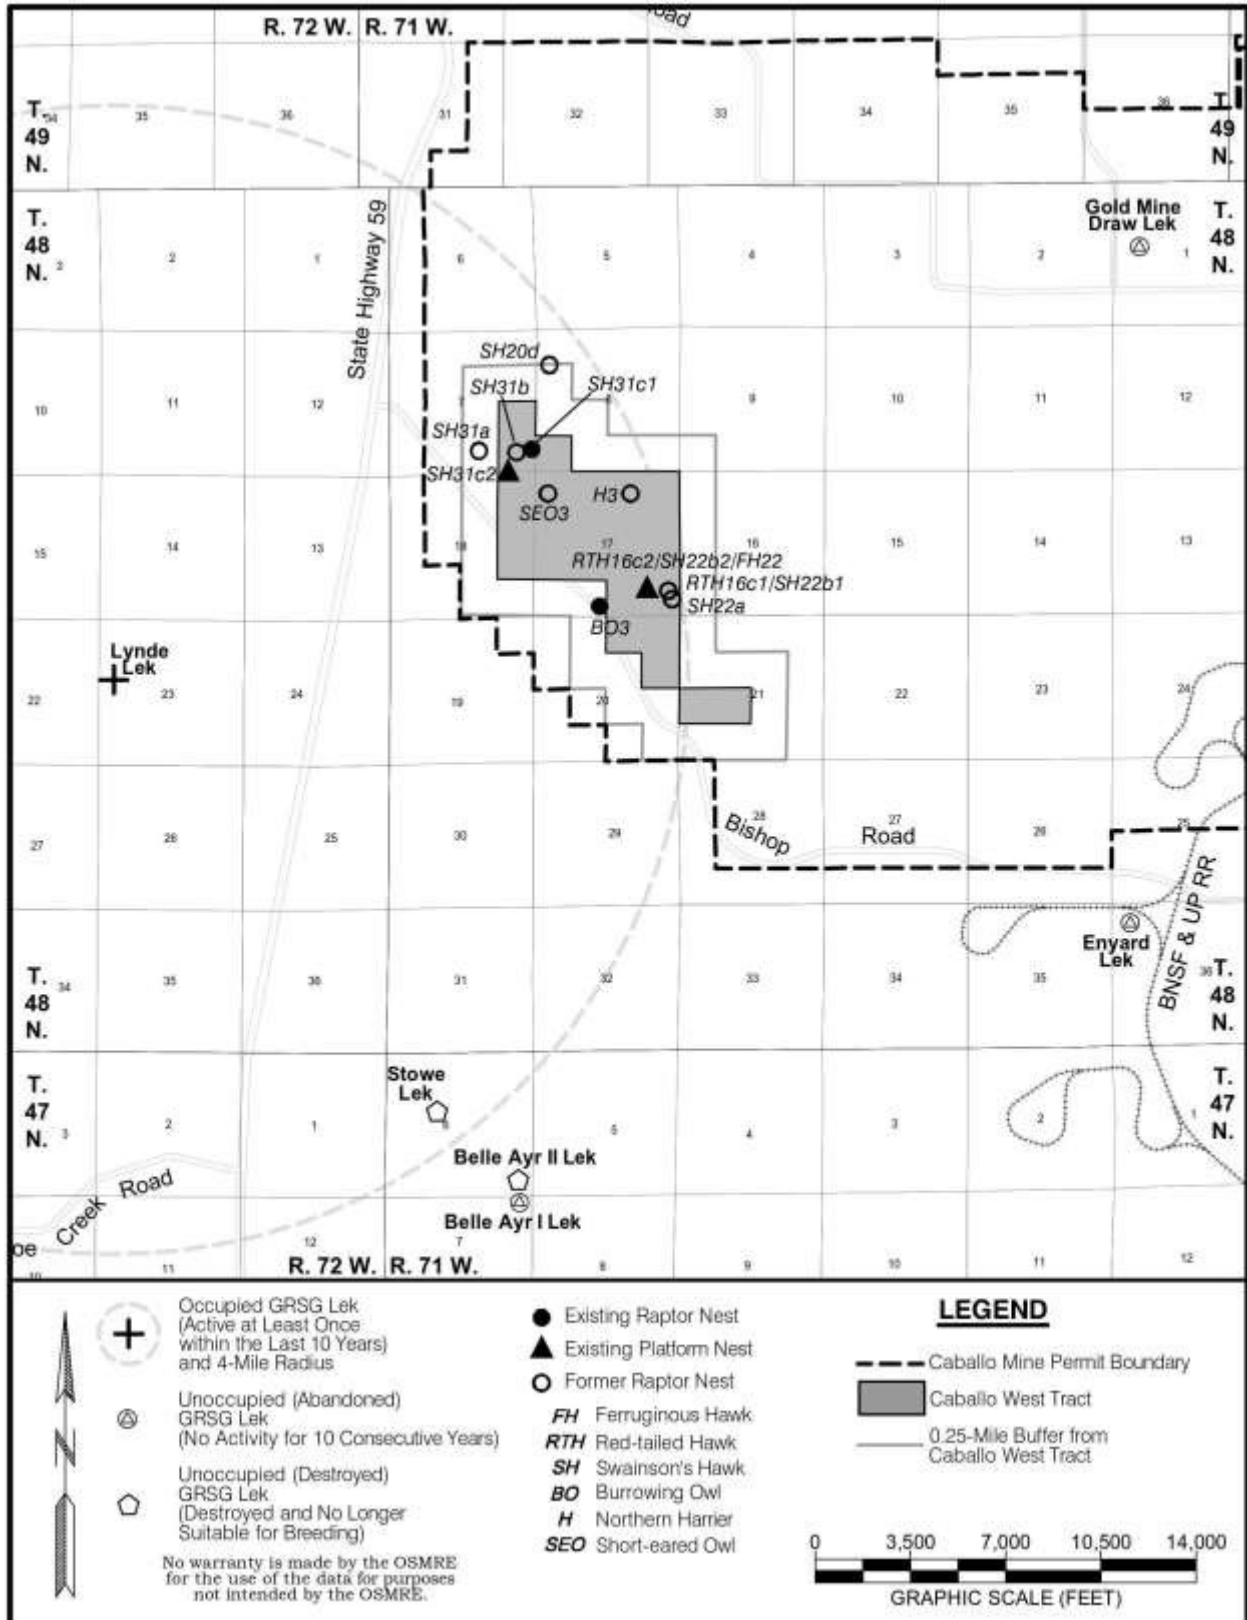 Road
R. 72 W. R. 71 W.
T.
49
N.
34
35
36
31
32
33
34
35
36
T.
49
N.
T.
48
N.
2
2
1
6
5
4
3
2
1
T.
48
N.
Gold Mine
Draw Lek
State Highway 59
SH20d
SH31b
SH31c1
SH31a
SH31c2
10
11
12
9
10
11
12
SEO3
H3
15
14
13
18
17
16
15
14
13
RTH16c2/SH22b2/FH22
RTH16c1/SH22b1
SH22a
BO3
Lynde
Lek
22
23
24
19
20
21
22
23
24
27
26
25
30
29
28
27
26
25
Bishop Road
BNSF & UP RR
Enyard
Lek
T.
48
N.
34
35
36
31
32
33
34
35
36
T.
48
N.
Stowe
Lek
T.
47
N.
3
2
1
6
5
4
3
2
1
T.
47
N.
Belle Ayr II Lek
Belle Ayr I Lek
Creek Road
oe
10
11
12
7
8
9
10
11
12
R. 72 W. R. 71 W.
Occupied GRSG Lek
(Active at Least Once
within the Last 10 Years)
and 4-Mile Radius
Unoccupied (Abandoned)
GRSG Lek
(No Activity for 10 Consecutive Years)
Unoccupied (Destroyed)
GRSG Lek
(Destroyed and No Longer
Suitable for Breeding)
No warranty is made by the OSMRE
for the use of the data for purposes
not intended by the OSMRE.
N
Existing Raptor Nest
Existing Platform Nest
Former Raptor Nest
FH Ferruginous Hawk
RTH Red-tailed Hawk
SH Swainson's Hawk
BO Burrowing Owl
H Northern Harrier
SEO Short-eared Owl
LEGEND
Caballo Mine Permit Boundary
Caballo West Tract
0.25-Mile Buffer from
Caballo West Tract
0 3,500 7,000 10,500 14,000
GRAPHIC SCALE (FEET)